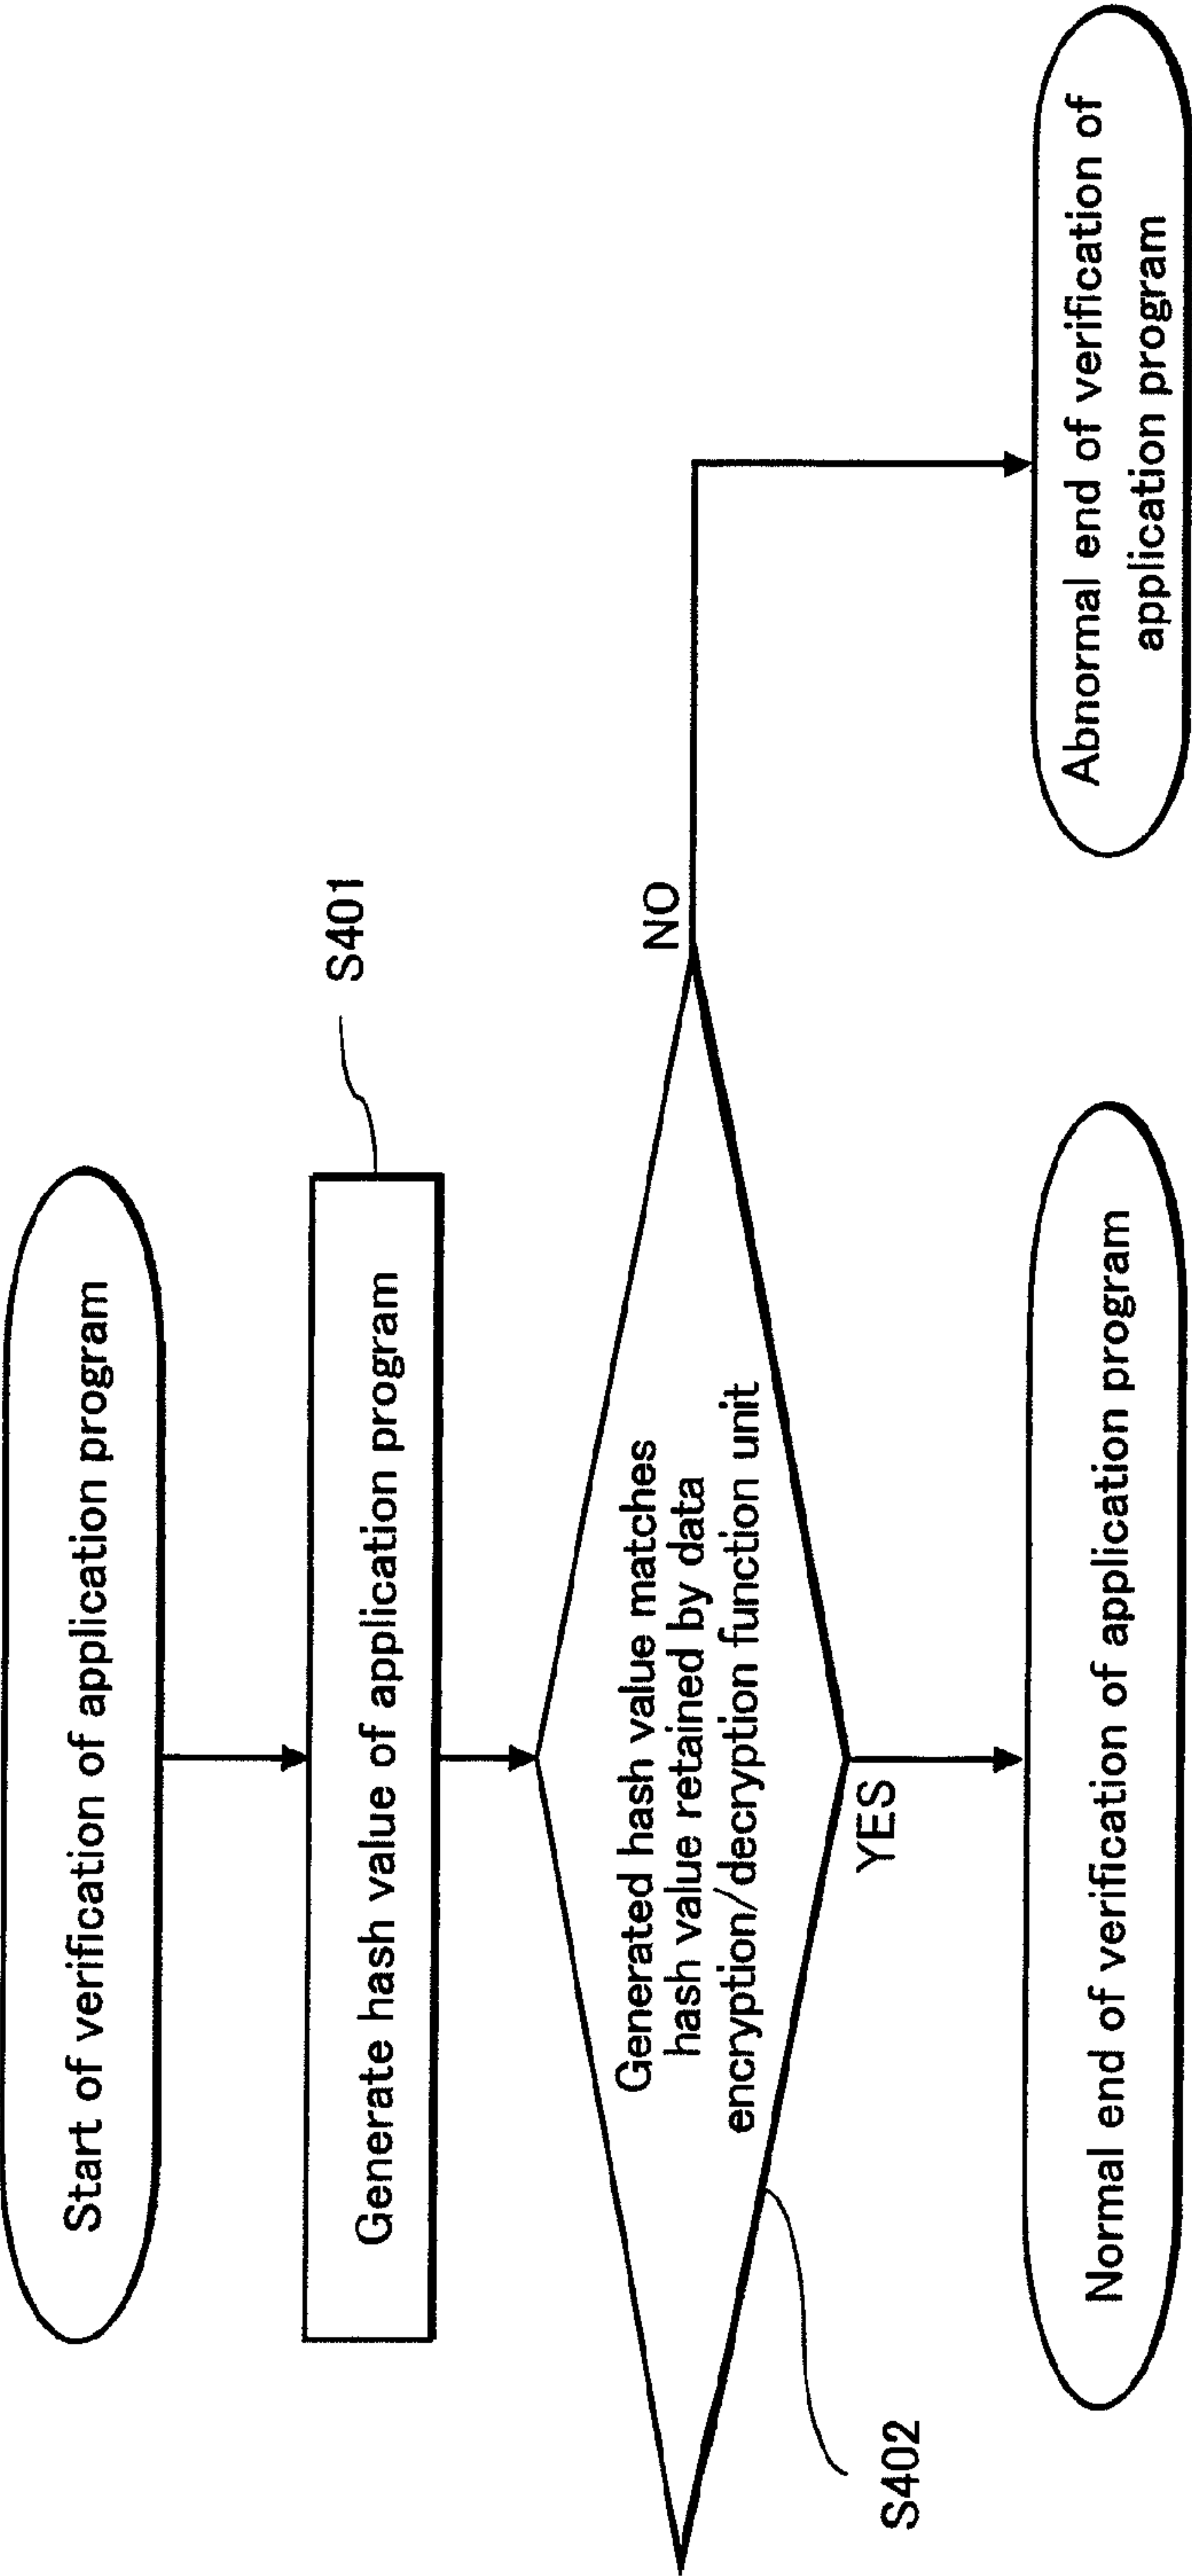 Start of verification of application program
Generate hash value of application program
S401
Generated hash value matches
hash value retained by data
encryption/decryption function unit
NO
S402
YES
Normal end of verification of application program
Abnormal end of verification of
application program